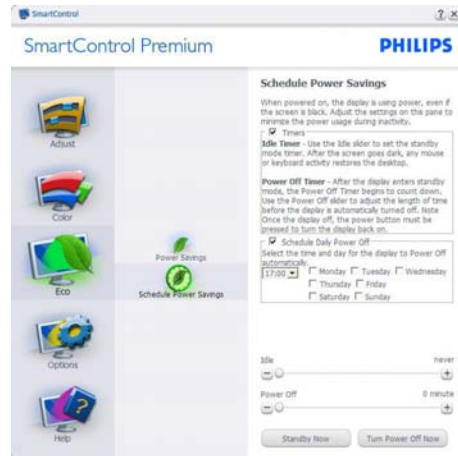 SmartControl
SmartControl Premium
PHILIPS
Adjust
Color
Eco
Options
Help
Power Savings
Schedule Power Savings
Schedule Power Savings
When powered on, the display is using power, even if
the screen is black. Adjust the settings on this pane to
minimize the power usage during inactivity.
Timers
Idle Timer - Use the Idle slider to set the standby
mode timer. After the screen goes dark, any mouse
or keyboard activity restores the desktop.
Power Off Timer - After the display enters standby
mode, the Power Off Timer begins to count down.
Use the Power Off slider to adjust the length of time
before the display is automatically turned off. Note
Once the display off, the power button must be
pressed to turn the display back on.
Schedule Daily Power Off
Select the time and day for the display to Power Off
automatically.
17:00
Monday Tuesday Wednesday
Thursday Friday
Saturday Sunday
Idle never
Power Off 0 minute
Standby Now Turn Power Off Now